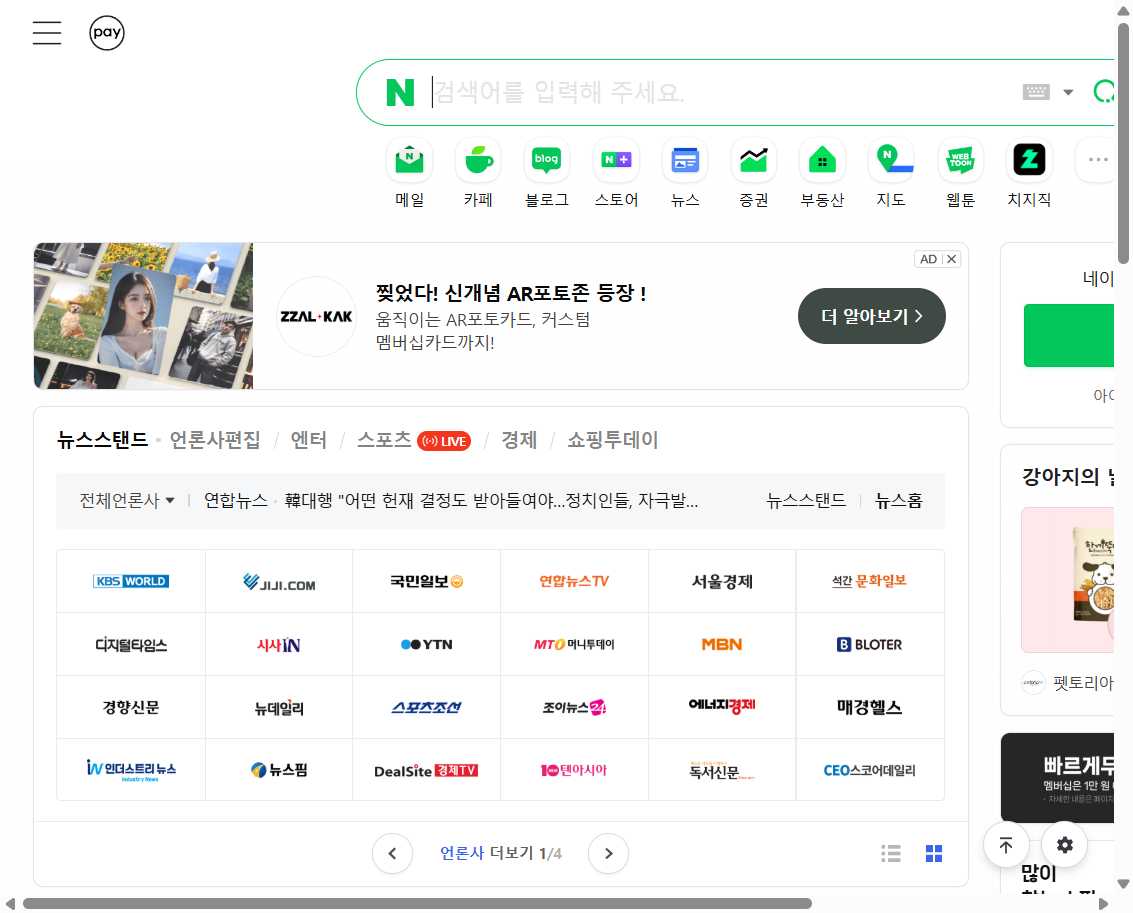 pay
N 검색어를 입력해 주세요.
N
blog
N +
N
WEB TOON
메일
카페
블로그
스토어
뉴스
증권
부동산
지도
웹툰
치지직
AD
찢었다! 신개념 AR포토존 등장 !
ZZAL·KAK
움직이는 AR포토카드, 커스텀
멤버십카드까지!
더 알아보기
네이
아이
뉴스스탠드 언론사편집 / 엔터 / 스포츠 LIVE / 경제 / 쇼핑투데이
강아지의
전체언론사 연합뉴스 · 韓대행 "어떤 헌재 결정도 받아들여야…정치인들, 자극발... 뉴스스탠드 뉴스홈
KBS WORLD
JIJI.COM
국민일보
연합뉴스TV
서울경제
석간 문화일보
디지털타임스
시사IN
YTN
MTO 머니투데이
MBN
B BLOTER
경향신문
뉴데일리
스포츠조선
조이뉴스24
에너지경제
매경헬스
펫토리아
iN 인더스트리 뉴스
Industry News
뉴스핌
DealSite 경제TV
10 텐아시아
독서신문
CEO스코어데일리
빠르게두
멤버십은 1만 원
언론사 더보기 1/4
많이